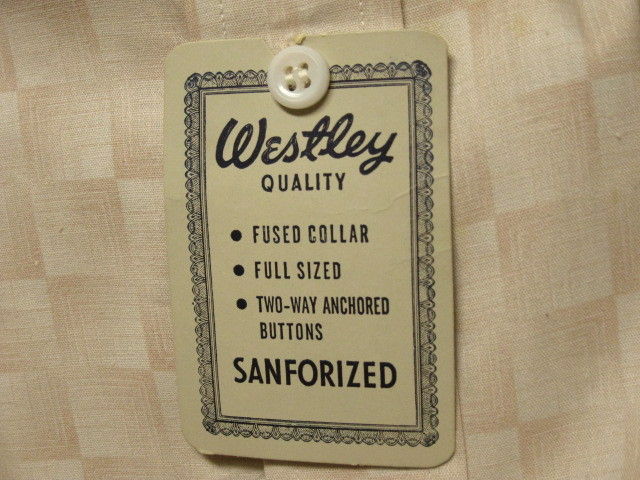 Westley
QUALITY
• FUSED COLLAR
• FULL SIZED
• TWO-WAY ANCHORED
BUTTONS
SANFORIZED